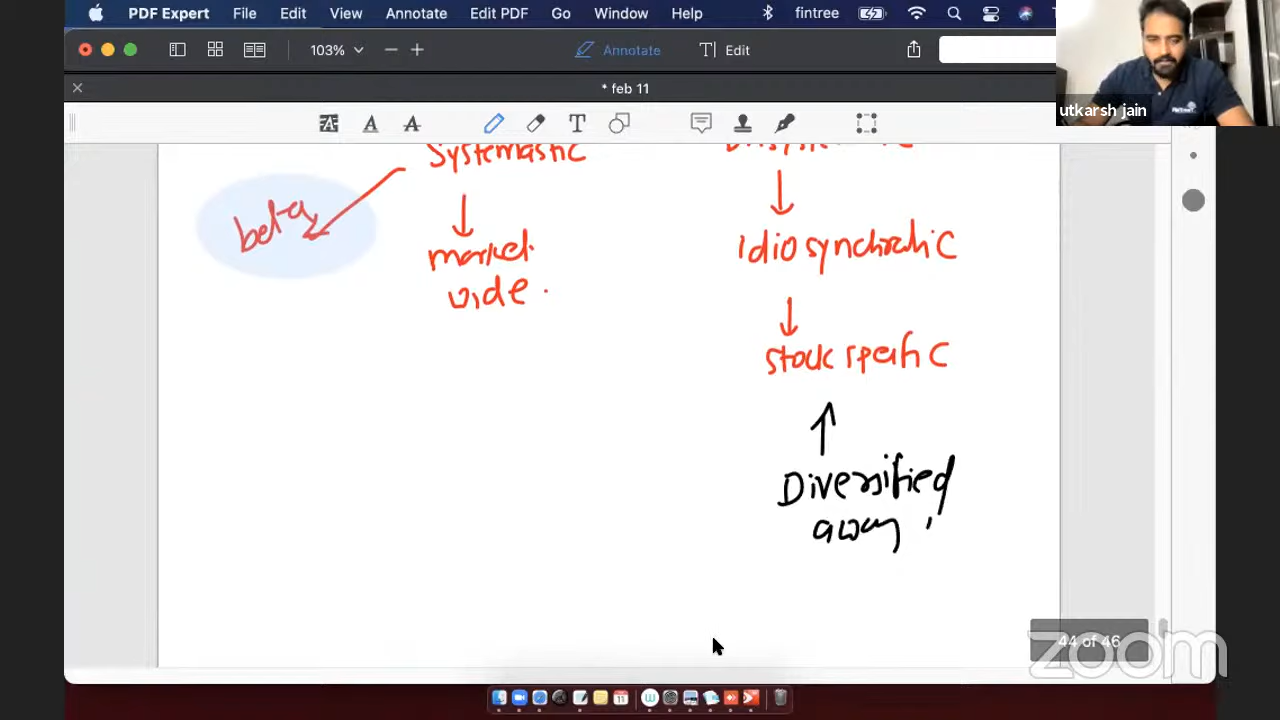 PDF Expert File Edit View Annotate Edit PDF Go Window Help fintree
103% Annotate Edit
* feb 11
utkarsh jain
Systemastic
beta
market
wide.
Idiosynchratic
stock specific
Diversified
away,
44 of 46
zoom